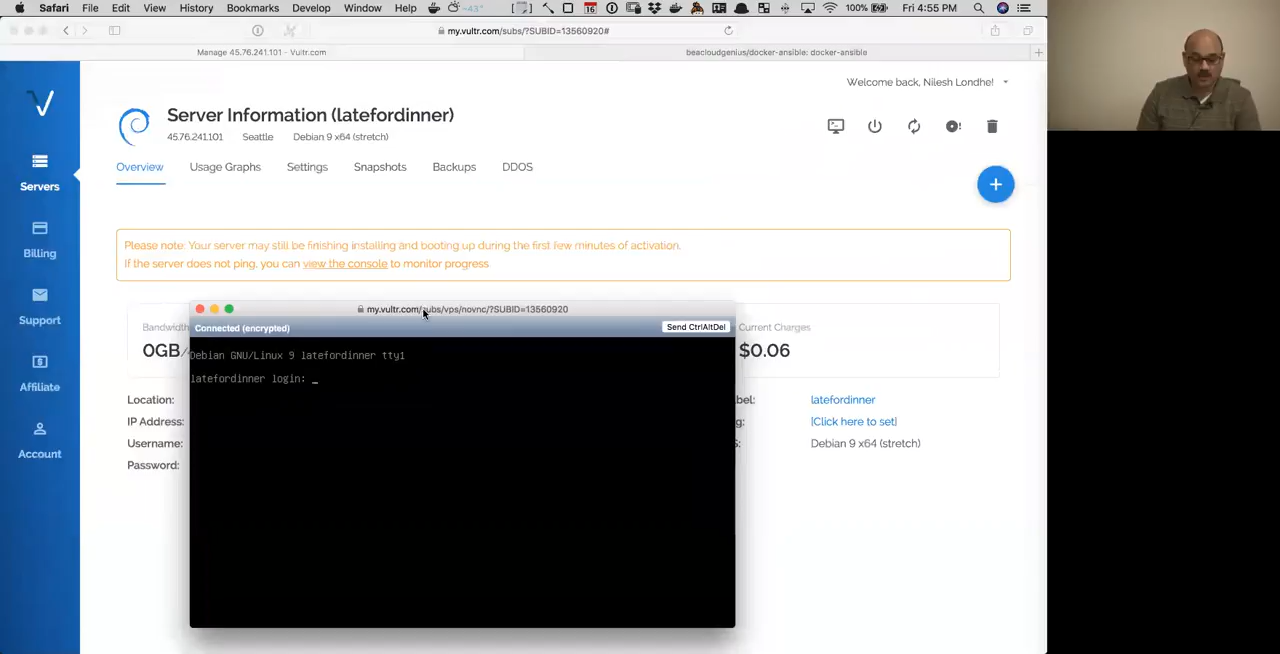 Safari File Edit View History Bookmarks Develop Window Help -43° 16 100% Fri 4:55 PM
my.vultr.com/subs/?SUBID=13560920#
Manage 45.76.241.101 - Vultr.com
beacloudgenius/docker-ansible: docker-ansible
Welcome back, Nilesh Londhe!
Server Information (latefordinner)
45.76.241.101 Seattle Debian 9 x64 (stretch)
Overview Usage Graphs Settings Snapshots Backups DDOS
Servers
Billing
Support
Affiliate
Account
Please note: Your server may still be finishing installing and booting up during the first few minutes of activation.
If the server does not ping, you can view the console to monitor progress.
my.vultr.com/subs/vps/novnc/?SUBID=13560920
Connected (encrypted) Send CtrlAltDel
Debian GNU/Linux 9 latefordinner tty1
latefordinner login: _
Bandwidth
0GB/
Current Charges
$0.06
Location: bel: latefordinner
IP Address: g: [Click here to set]
Username: S: Debian 9 x64 (stretch)
Password: